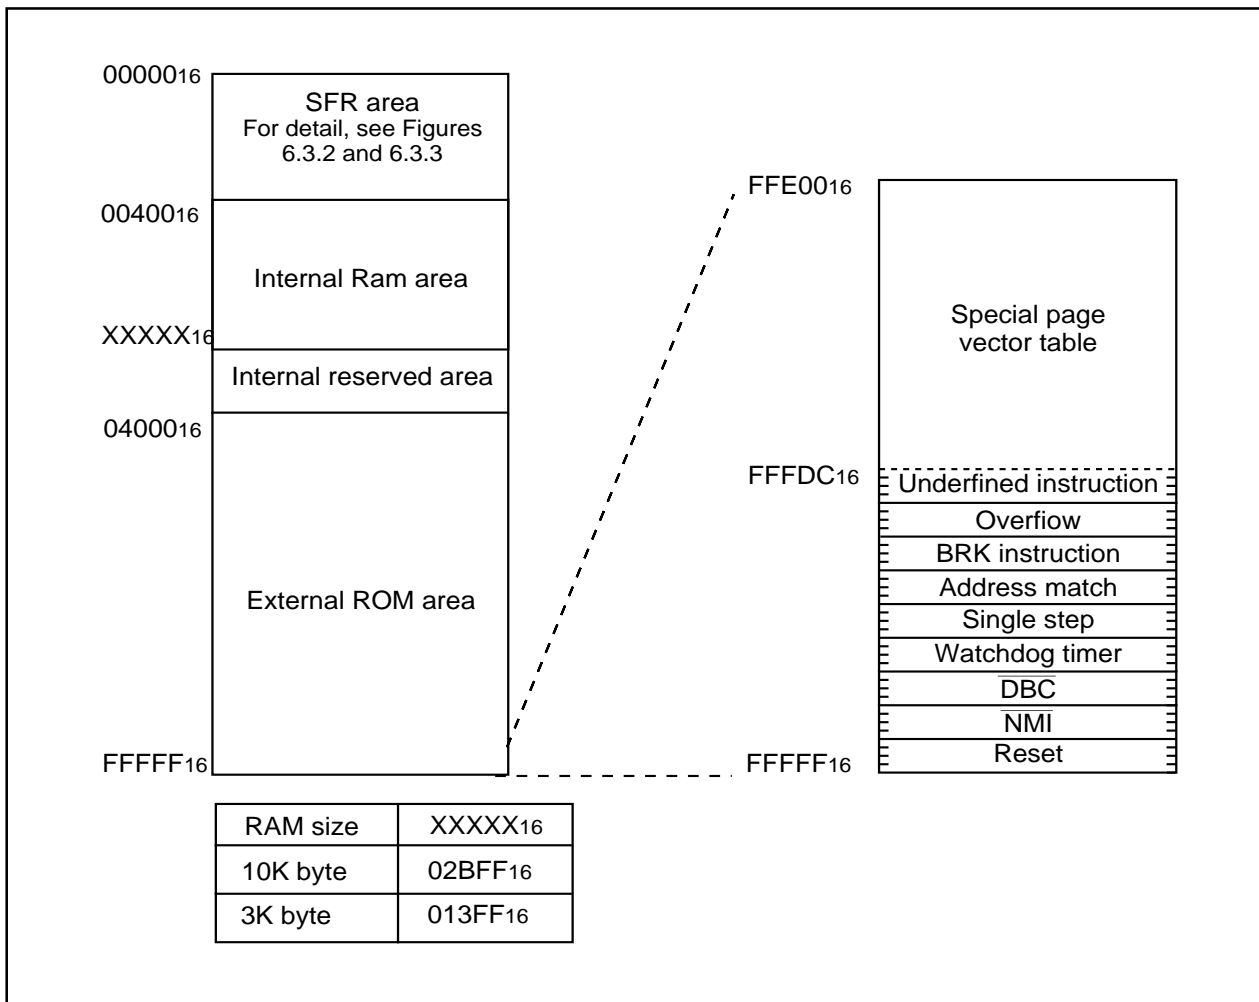 00000₁₆
SFR area
For detail, see Figures
6.3.2 and 6.3.3
00400₁₆
Internal Ram area
XXXXX₁₆
Internal reserved area
04000₁₆
External ROM area
FFFFF₁₆
FFE00₁₆
Special page
vector table
FFFDC₁₆
Underfined instruction
Overfiow
BRK instruction
Address match
Single step
Watchdog timer
D̅B̅C̅
N̅M̅I̅
Reset
FFFFF₁₆
RAM size XXXXX₁₆
10K byte 02BFF₁₆
3K byte 013FF₁₆